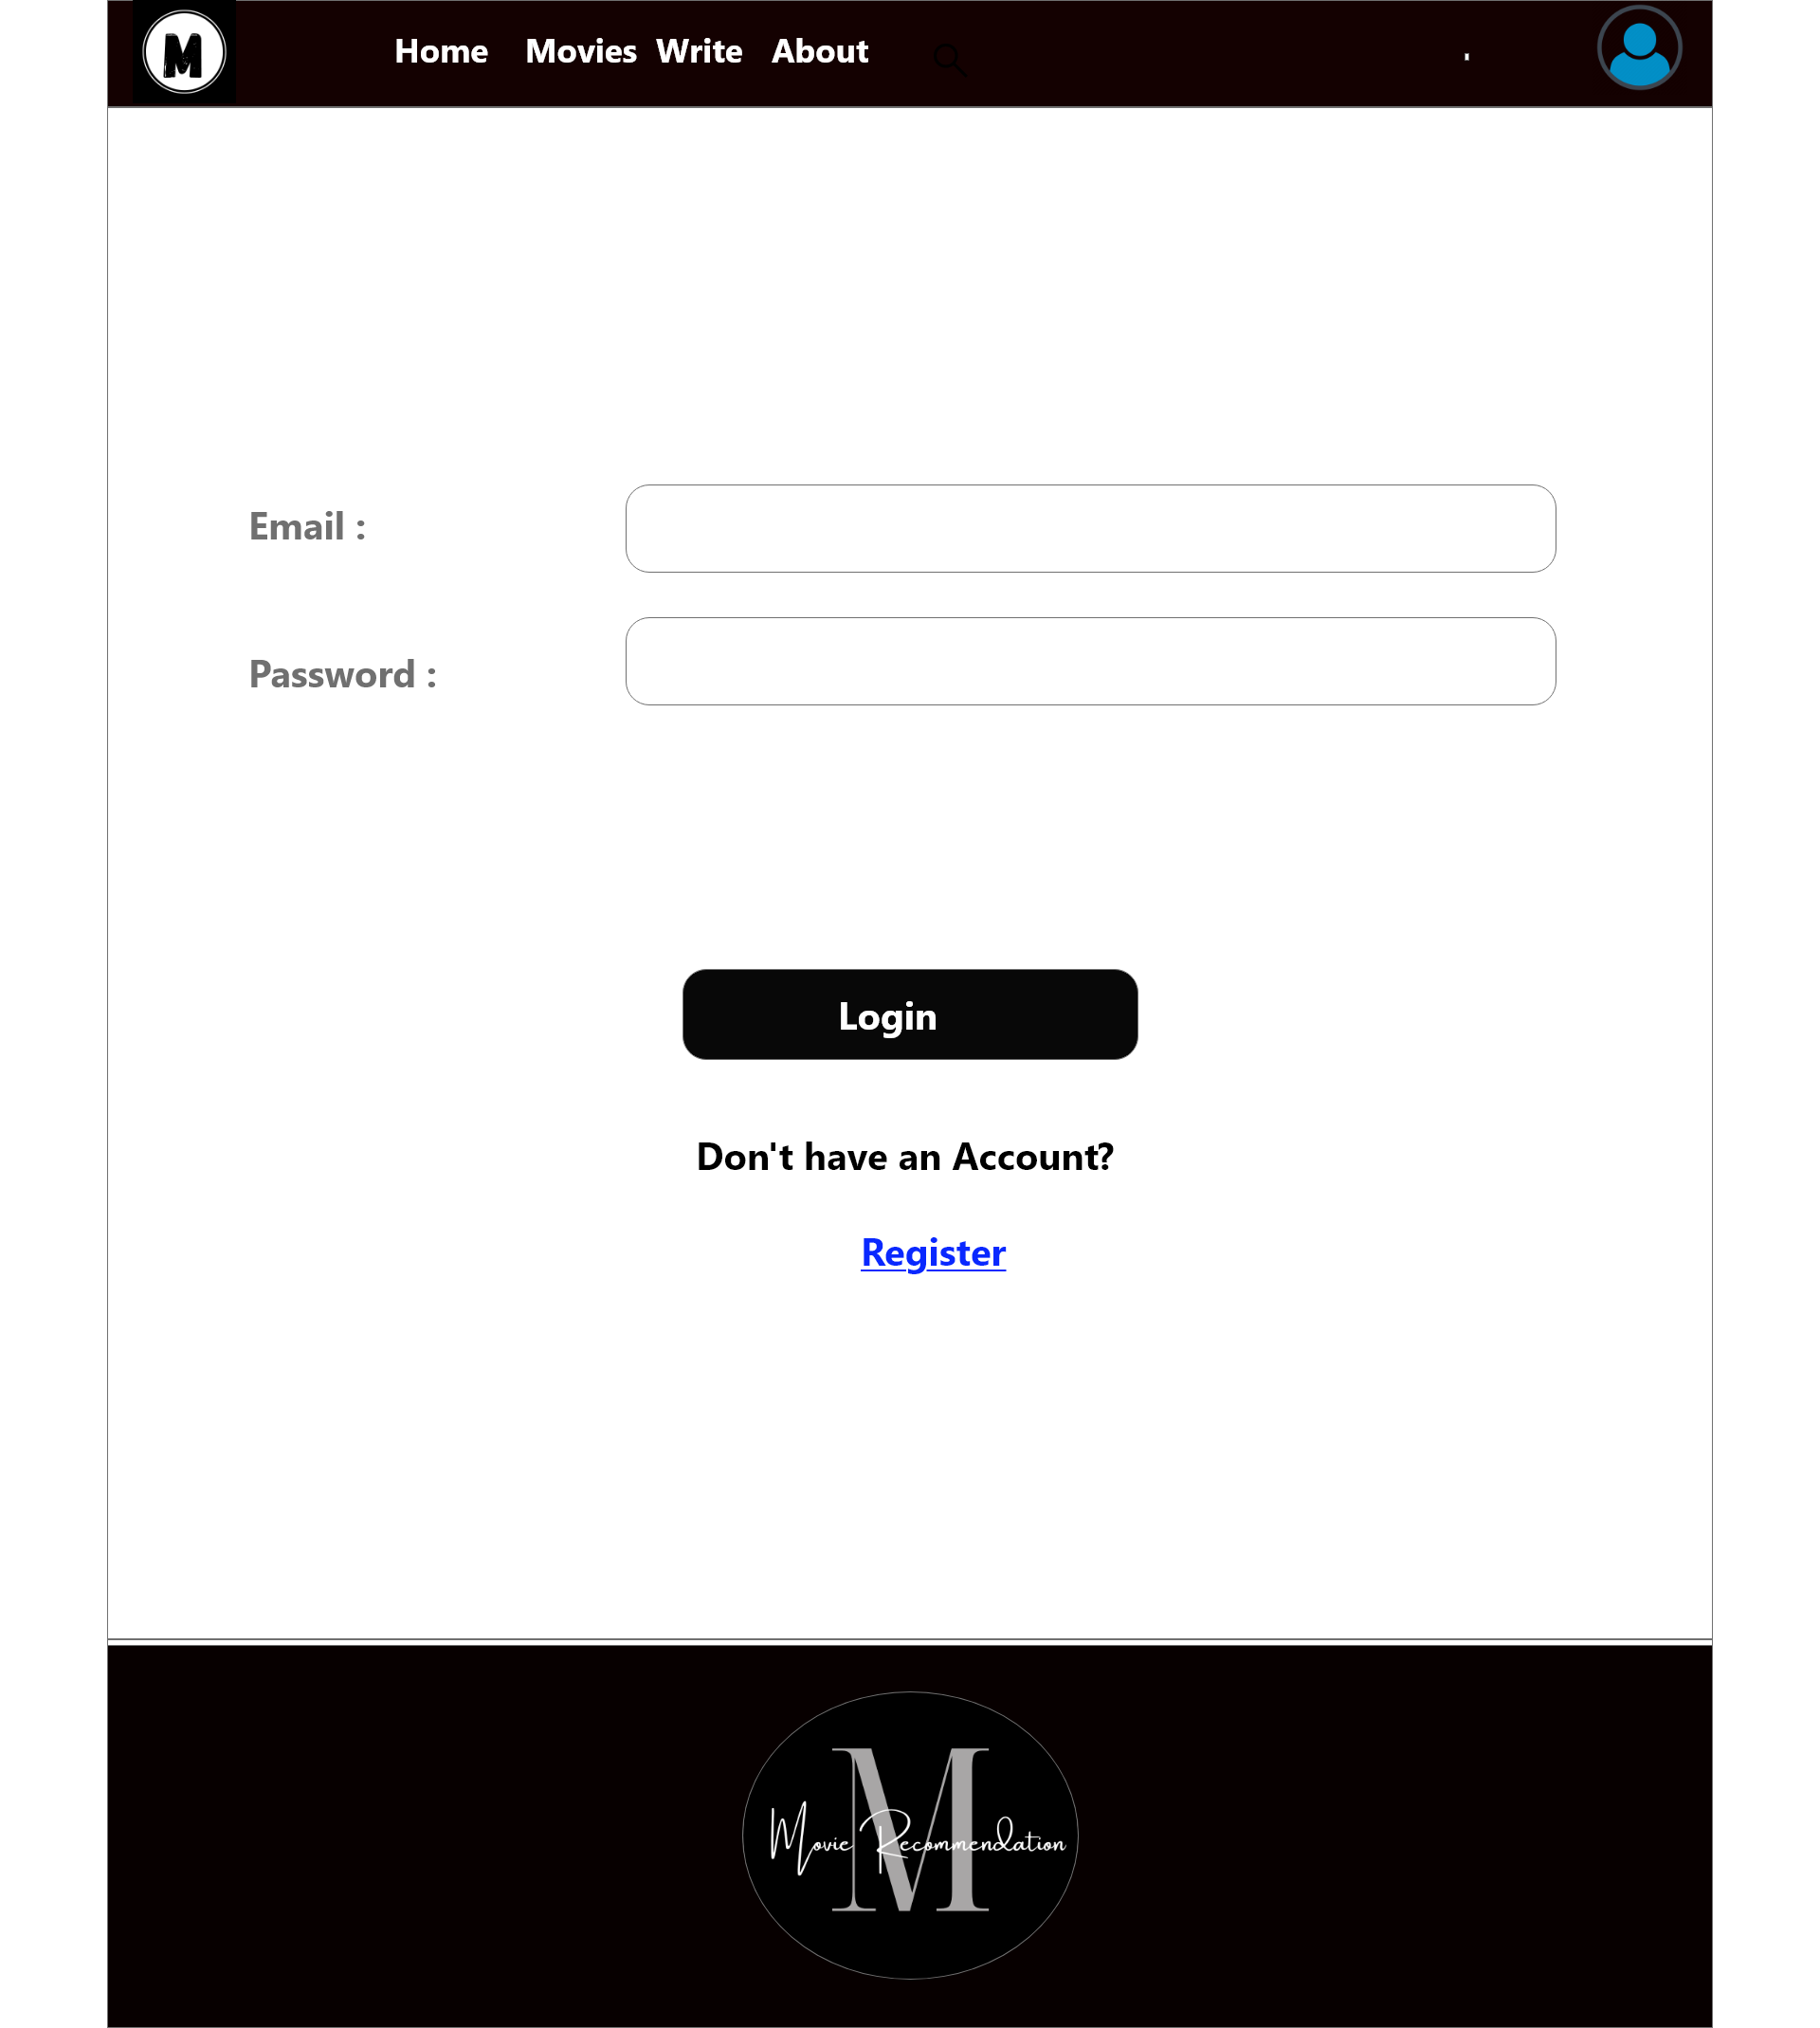 M Home Movies Write About
Email :
Password :
Login
Don't have an Account?
Register
M
Movie Recommendation